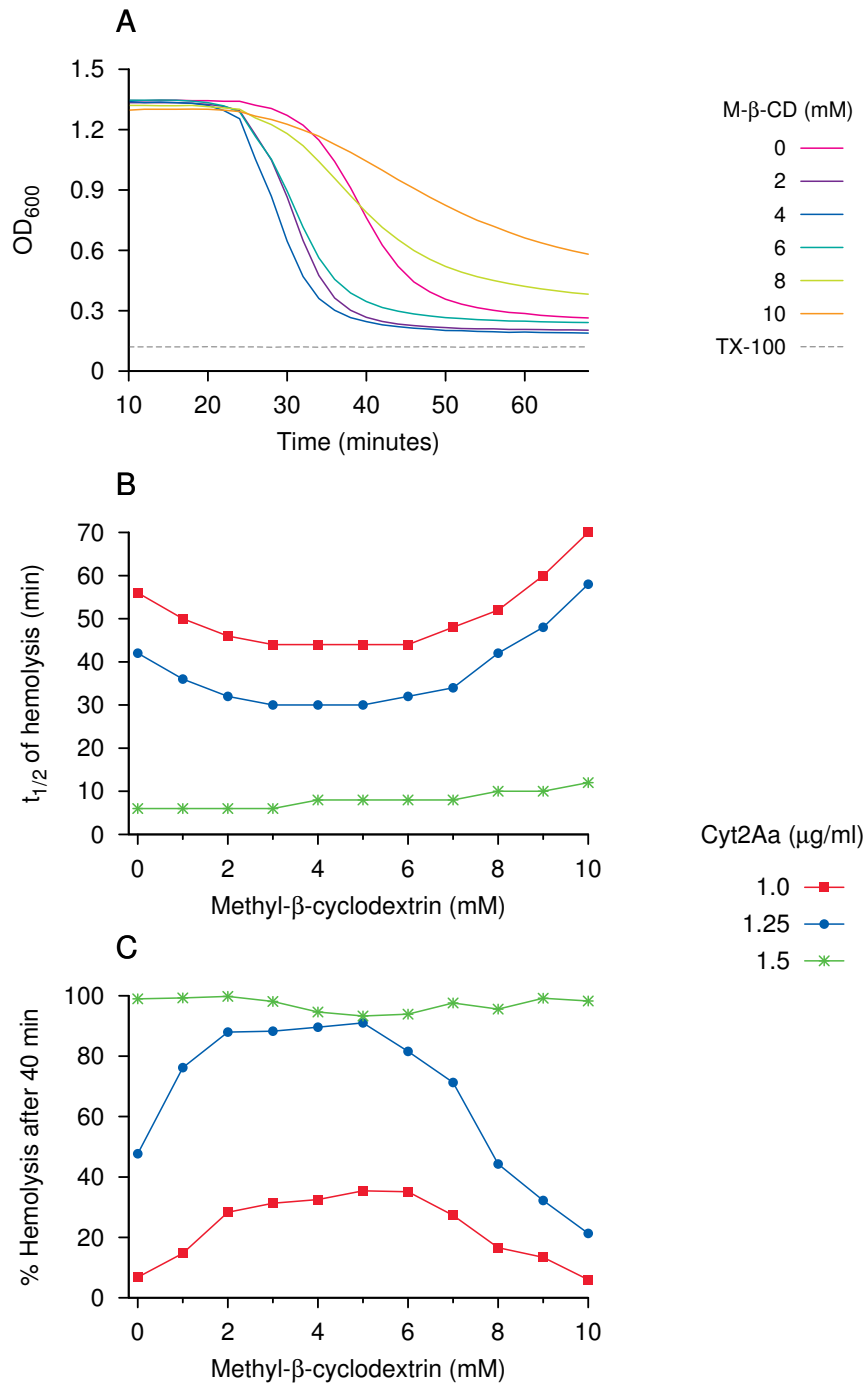 A
1.5
1.2
0.9
0.6
0.3
0
OD600
10 20 30 40 50 60
Time (minutes)
M-β-CD (mM)
0
2
4
6
8
10
TX-100
B
70
60
50
40
30
20
10
0
t1/2 of hemolysis (min)
0 2 4 6 8 10
Methyl-β-cyclodextrin (mM)
Cyt2Aa (μg/ml)
1.0
1.25
1.5
C
100
80
60
40
20
0
% Hemolysis after 40 min
0 2 4 6 8 10
Methyl-β-cyclodextrin (mM)